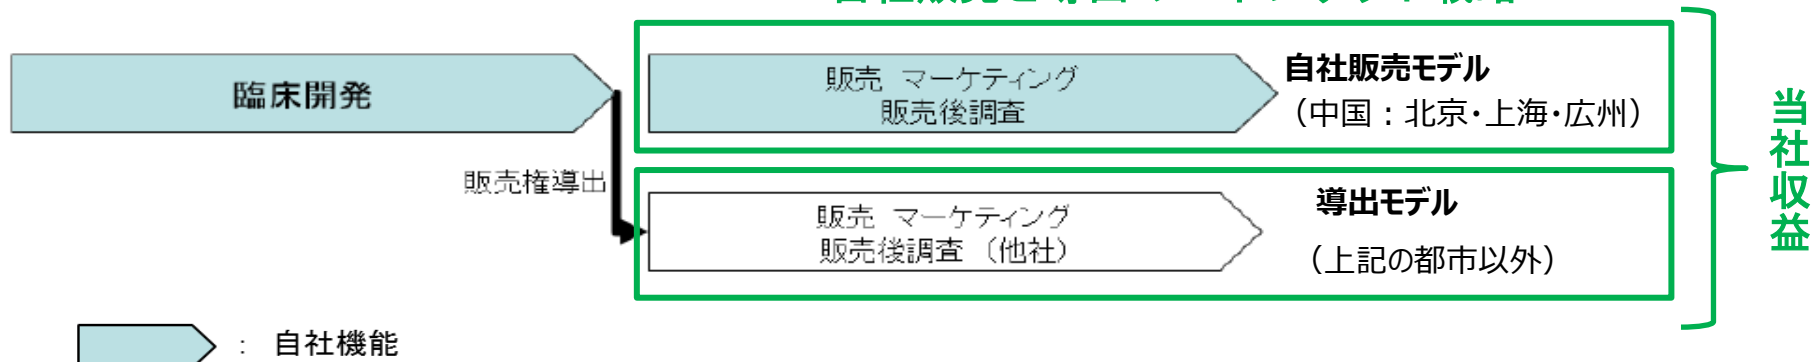 臨床開発
販売 マーケティング
販売後調査
自社販売モデル
（中国：北京・上海・広州）
販売権導出
販売 マーケティング
販売後調査 （他社）
導出モデル
（上記の都市以外）
当社収益
： 自社機能